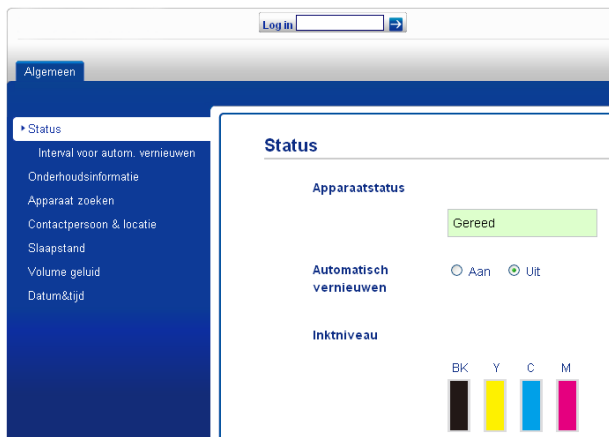 Log in
Algemeen
Status
Interval voor autom. vernieuwen
Onderhoudsinformatie
Apparaat zoeken
Contactpersoon & locatie
Slaapstand
Volume geluid
Datum&tijd
Status
Apparaatstatus
Gereed
Automatisch
vernieuwen
Aan Uit
Inktniveau
BK Y C M